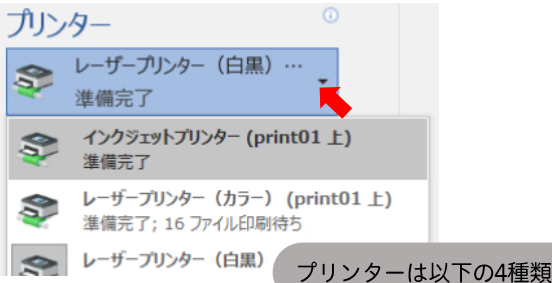 プリンター
レーザープリンター（白黒）…
準備完了
インクジェットプリンター (print01 上)
準備完了
レーザープリンター（カラー） (print01 上)
準備完了; 16 ファイル印刷待ち
レーザープリンター（白黒）
プリンターは以下の4種類